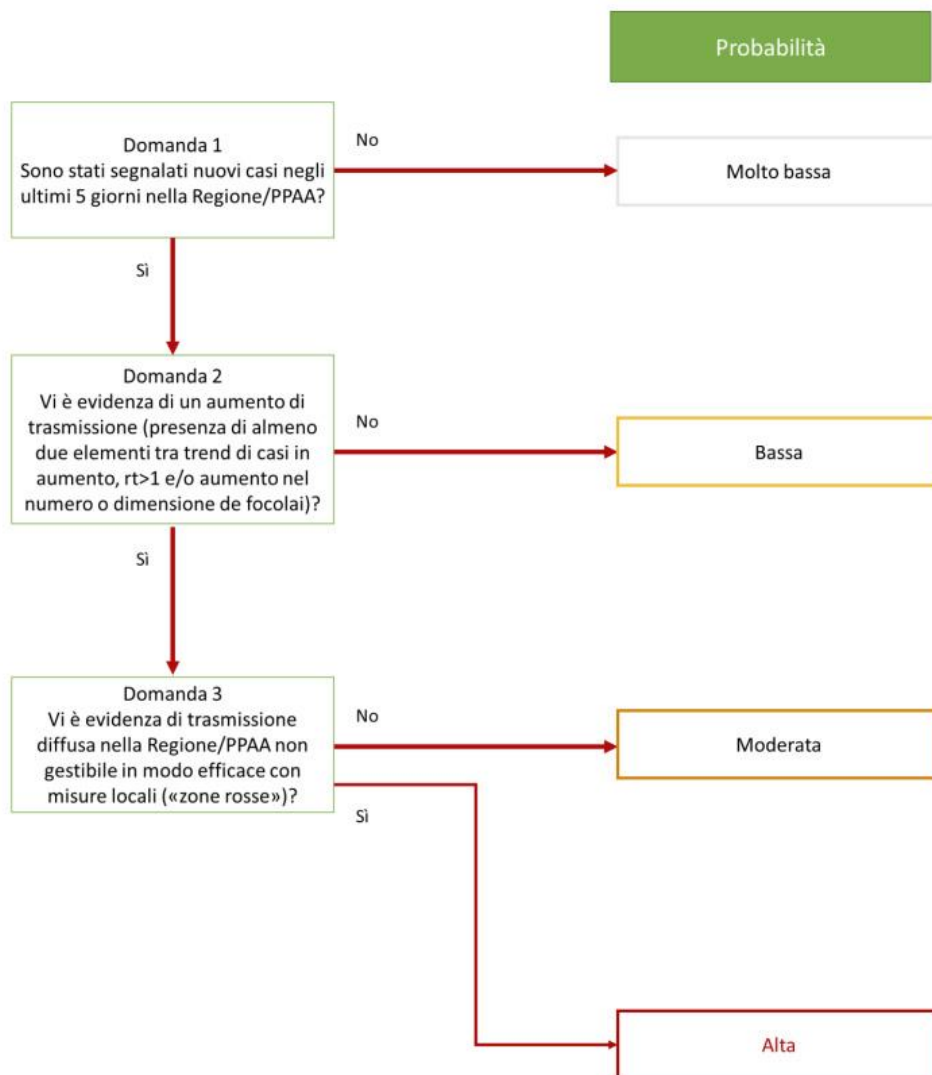 Probabilità
Domanda 1
Sono stati segnalati nuovi casi negli
ultimi 5 giorni nella Regione/PPAA?
No
Molto bassa
Sì
Domanda 2
Vi è evidenza di un aumento di
trasmissione (presenza di almeno
due elementi tra trend di casi in
aumento, rt>1 e/o aumento nel
numero o dimensione de focolai)?
No
Bassa
Sì
Domanda 3
Vi è evidenza di trasmissione
diffusa nella Regione/PPAA non
gestibile in modo efficace con
misure locali («zone rosse»)?
No
Moderata
Sì
Alta